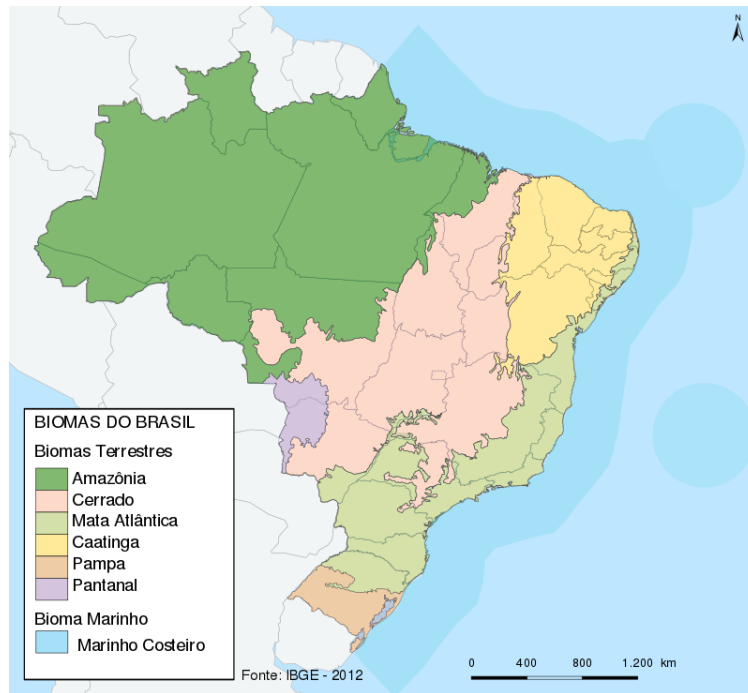 N
BIOMAS DO BRASIL
Biomas Terrestres
Amazônia
Cerrado
Mata Atlântica
Caatinga
Pampa
Pantanal
Bioma Marinho
Marinho Costeiro
Fonte: IBGE - 2012
0 400 800 1.200 km